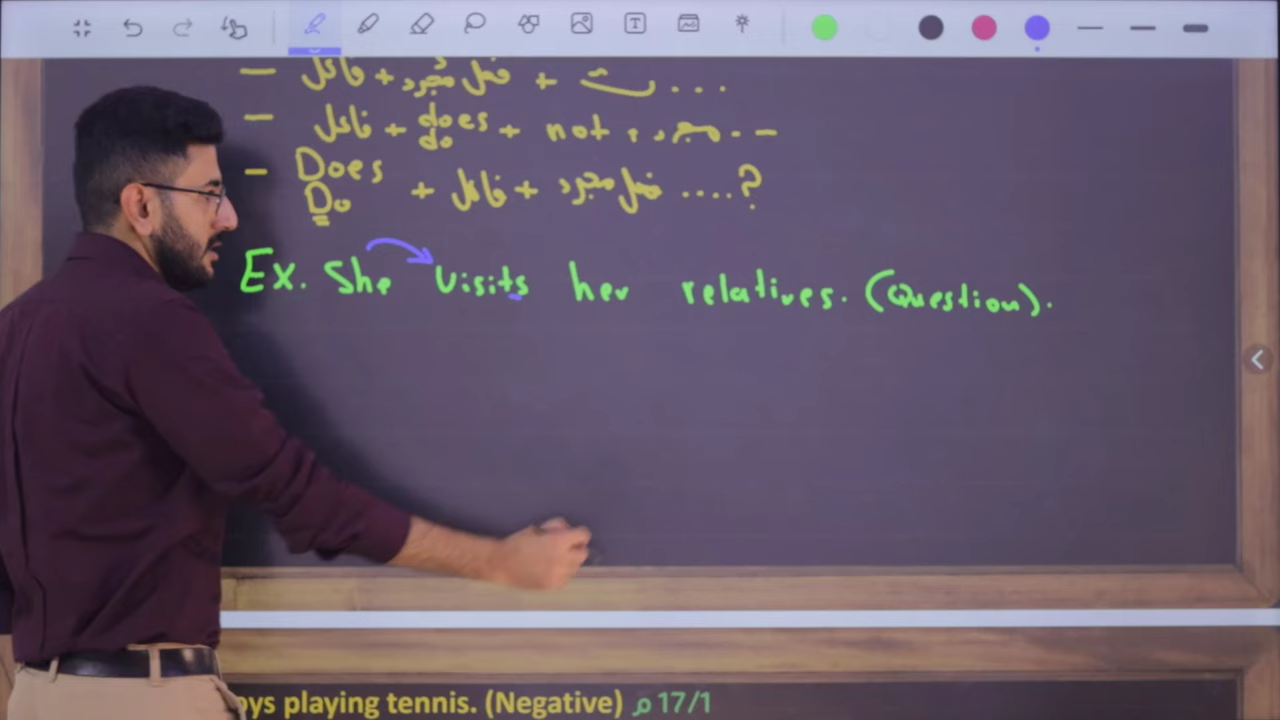 — فاعل + فعل مجرد + ...
— فاعل + does do + not + مجرد . –
— Does Do + فاعل + فعل مجرد ....?
Ex. She visits her relatives. (Question).
oys playing tennis. (Negative) ص 17/1